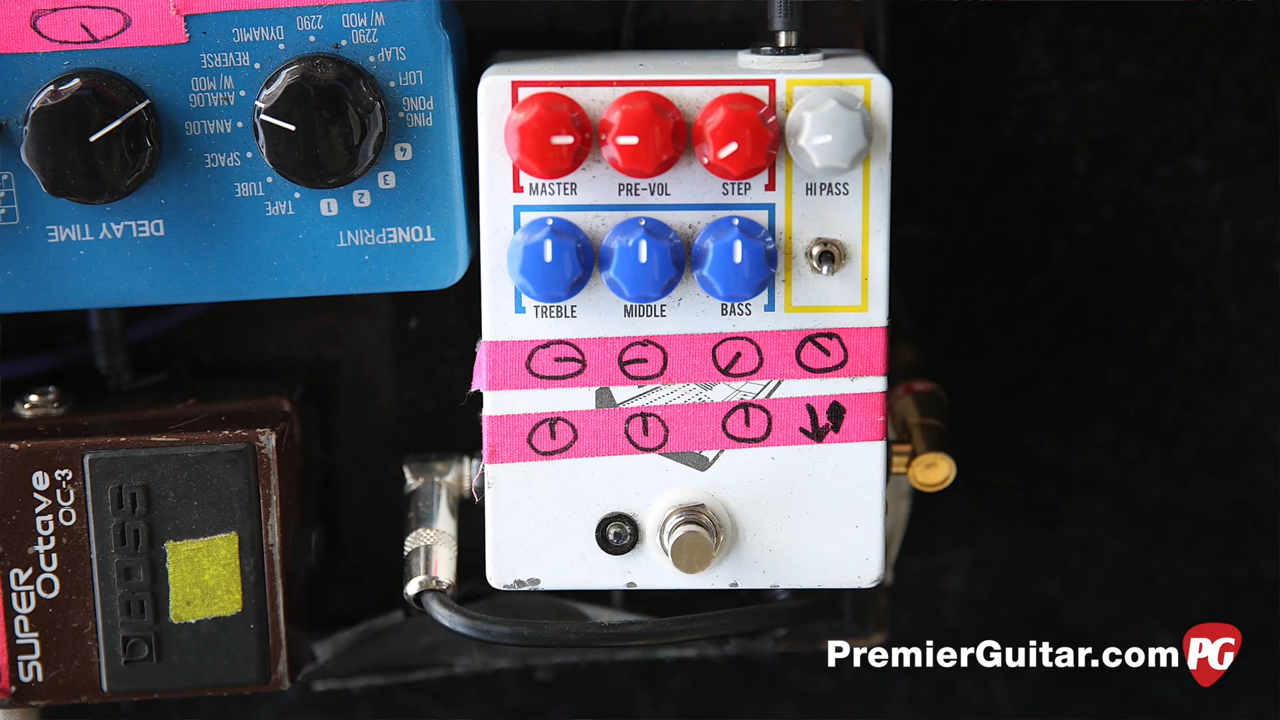 2290
W/MOD
2290
DYNAMIC
SLAP
REVERSE
LOFI
ANALOG
W/MOD
PING
PONG
ANALOG
4
SPACE
3
TUBE
2
TAPE
1
DELAY TIME
TONEPRINT
MASTER PRE-VOL STEP HI PASS
TREBLE MIDDLE BASS
SUPER
Octave
OC-3
BOSS
PremierGuitar.com PG